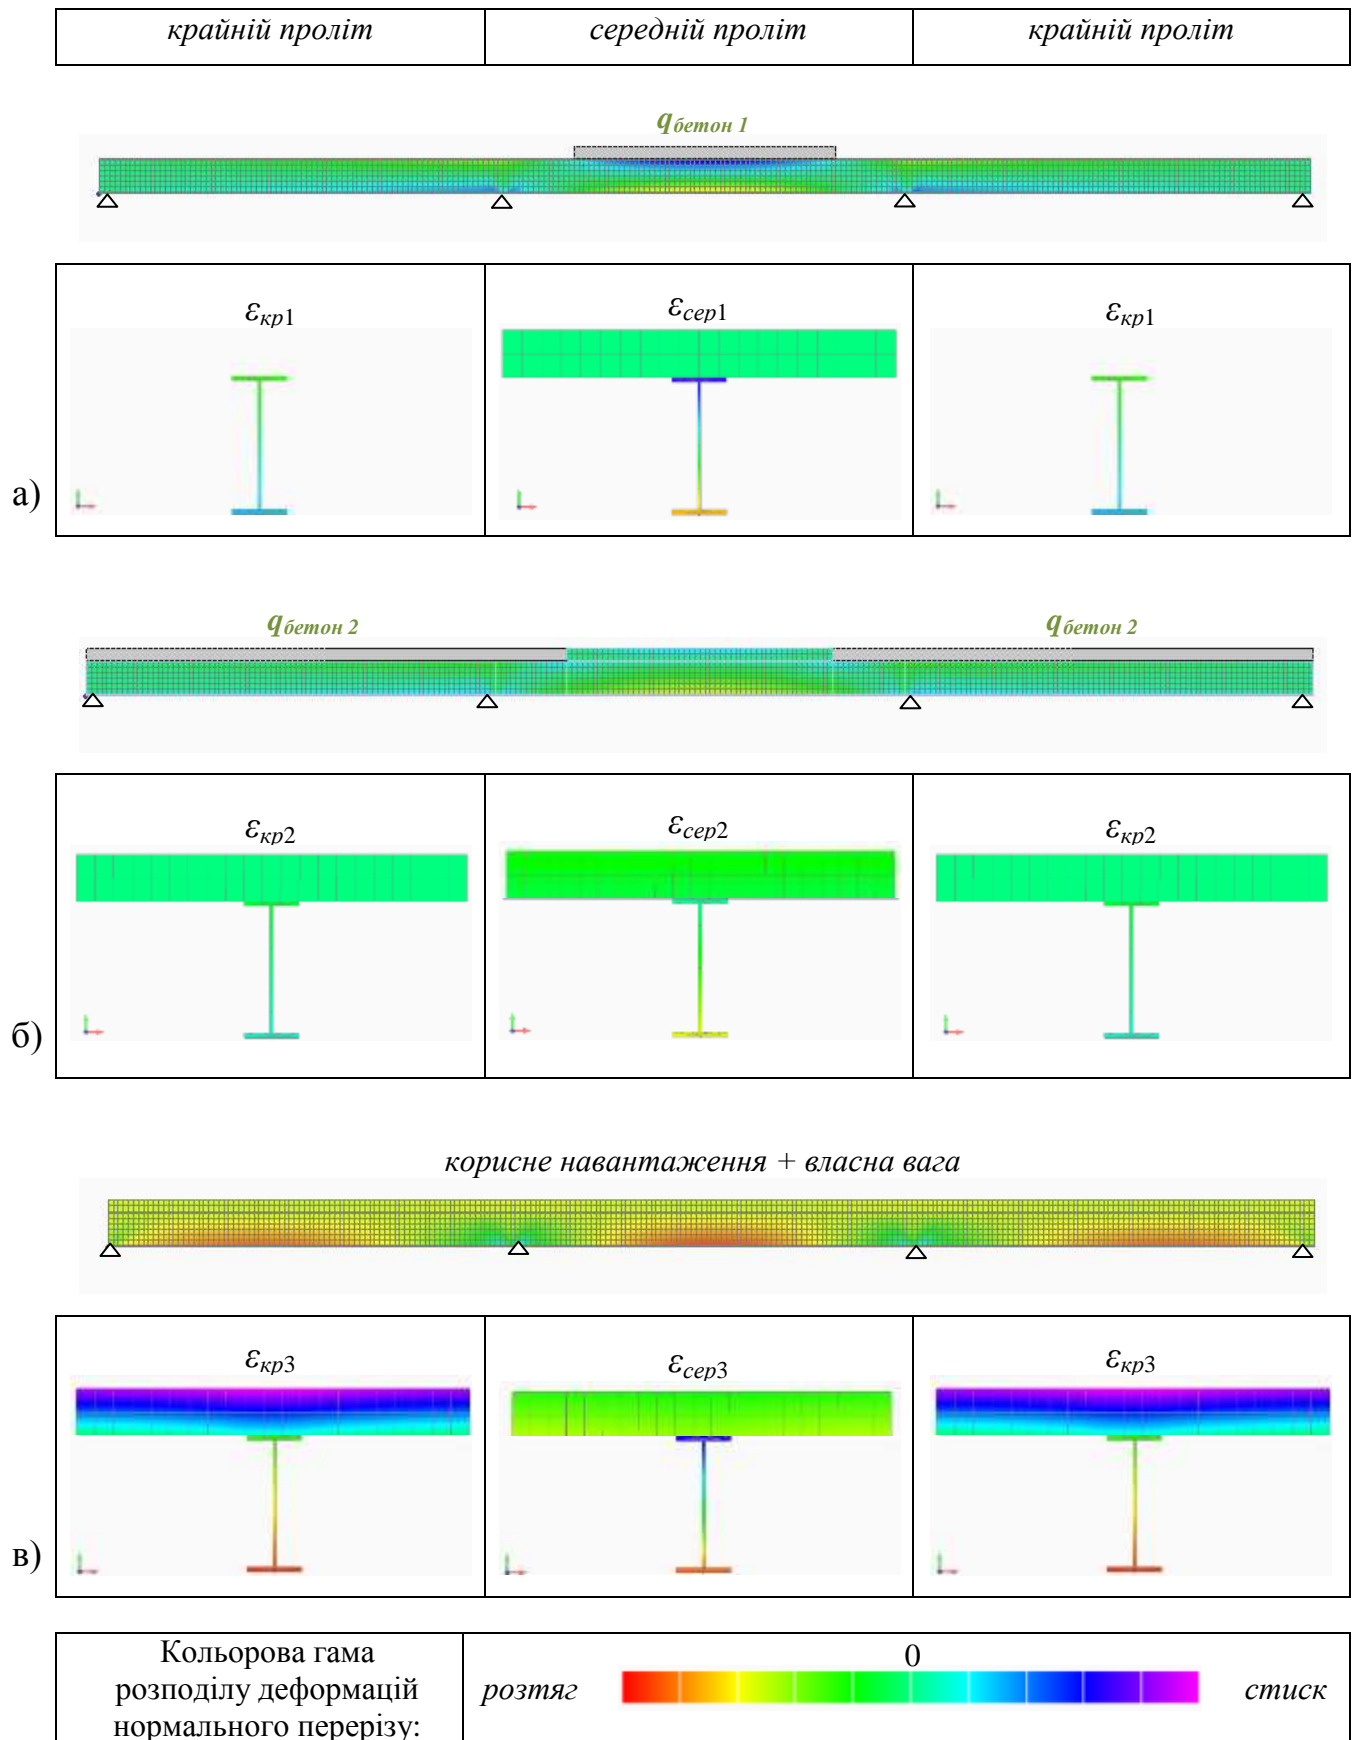 крайній проліт
середній проліт
крайній проліт
qбетон 1
εкр1
εсер1
εкр1
а)
qбетон 2
qбетон 2
εкр2
εсер2
εкр2
б)
корисне навантаження + власна вага
εкр3
εсер3
εкр3
в)
Кольорова гама
розподілу деформацій
нормального перерізу:
розтяг
0
стиск